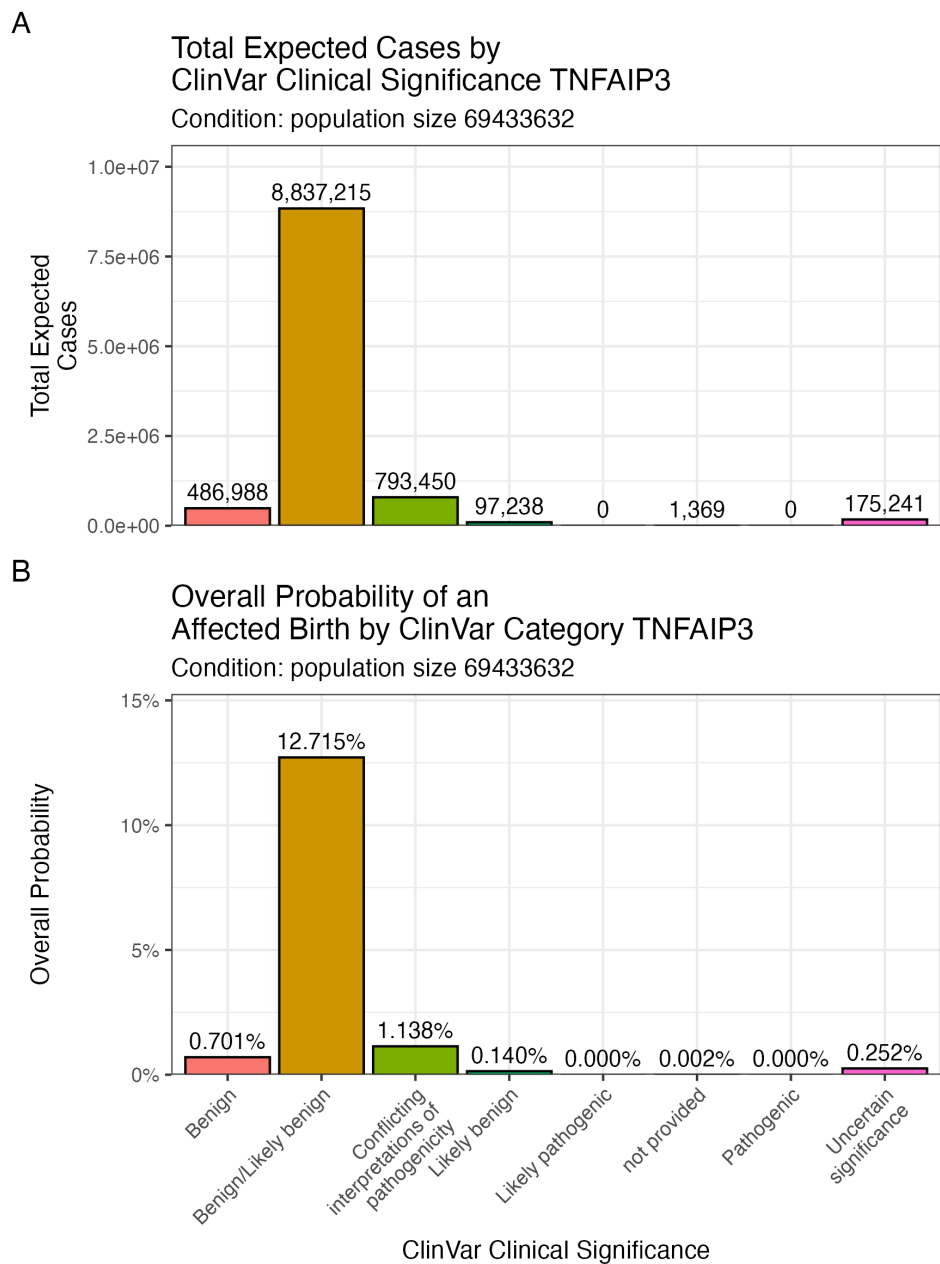 A
Total Expected Cases by
ClinVar Clinical Significance TNFAIP3
Condition: population size 69433632
Total Expected
Cases
1.0e+07
7.5e+06
5.0e+06
2.5e+06
0.0e+00
486,988
8,837,215
793,450
97,238
0
1,369
0
175,241
B
Overall Probability of an
Affected Birth by ClinVar Category TNFAIP3
Condition: population size 69433632
Overall Probability
15%
10%
5%
0%
0.701%
12.715%
1.138%
0.140%
0.000%
0.002%
0.000%
0.252%
Benign
Benign/Likely benign
Conflicting
interpretations of
pathogenicity
Likely benign
Likely pathogenic
not provided
Pathogenic
Uncertain
significance
ClinVar Clinical Significance